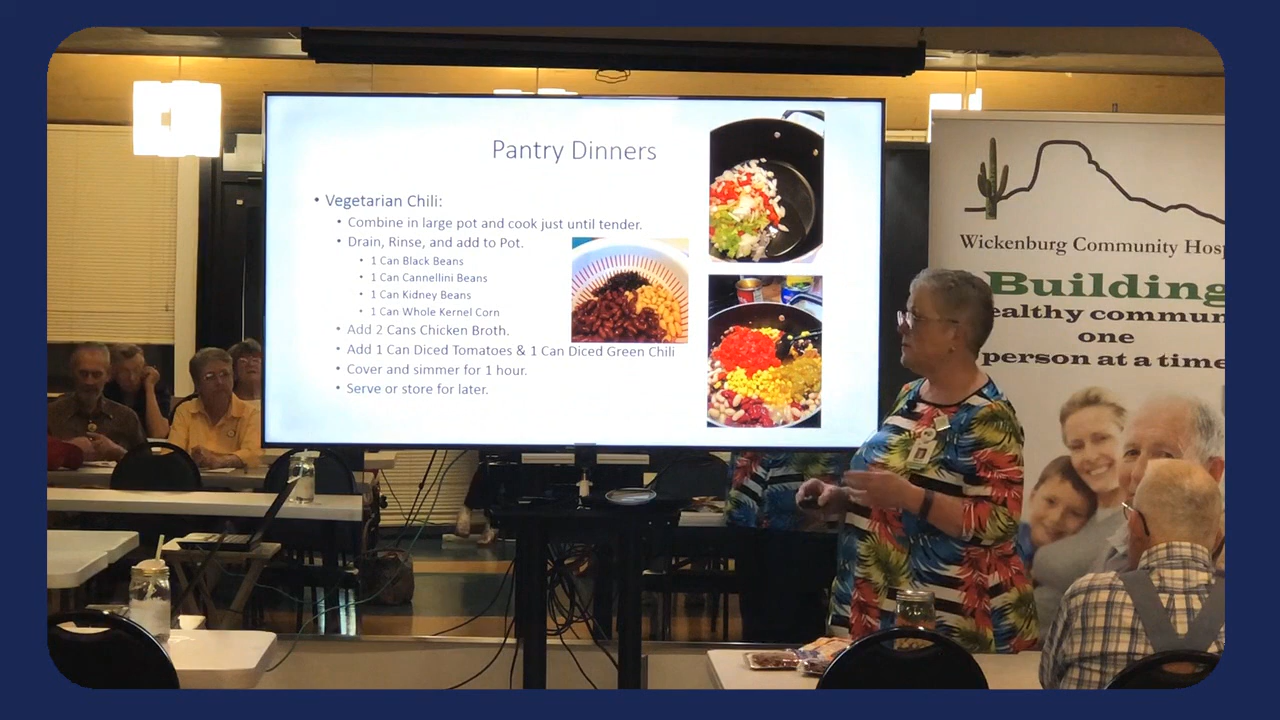 Pantry Dinners
• Vegetarian Chili:
• Combine in large pot and cook just until tender.
• Drain, Rinse, and add to Pot.
• 1 Can Black Beans
• 1 Can Cannellini Beans
• 1 Can Kidney Beans
• 1 Can Whole Kernel Corn
• Add 2 Cans Chicken Broth.
• Add 1 Can Diced Tomatoes & 1 Can Diced Green Chili
• Cover and simmer for 1 hour.
• Serve or store for later.
Wickenburg Community Hosp
Building
ealthy commun
one
person at a time